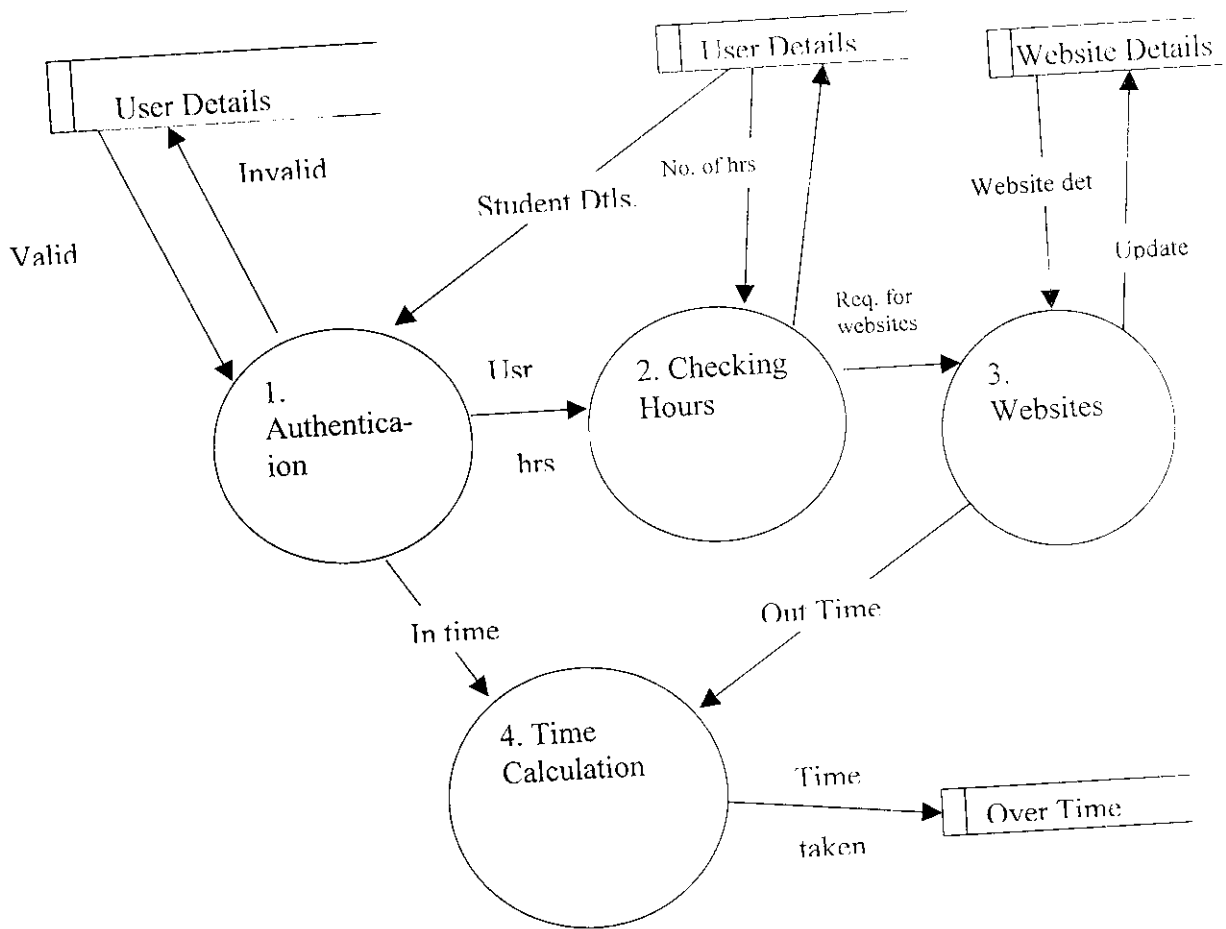 User Details
User Details
Website Details
Invalid
No. of hrs
Student Dtls.
Website det
Valid
Update
Req. for
websites
1.
Authentica-
ion
Usr
hrs
2. Checking
Hours
3.
Websites
In time
Out Time
4. Time
Calculation
Time
taken
Over Time